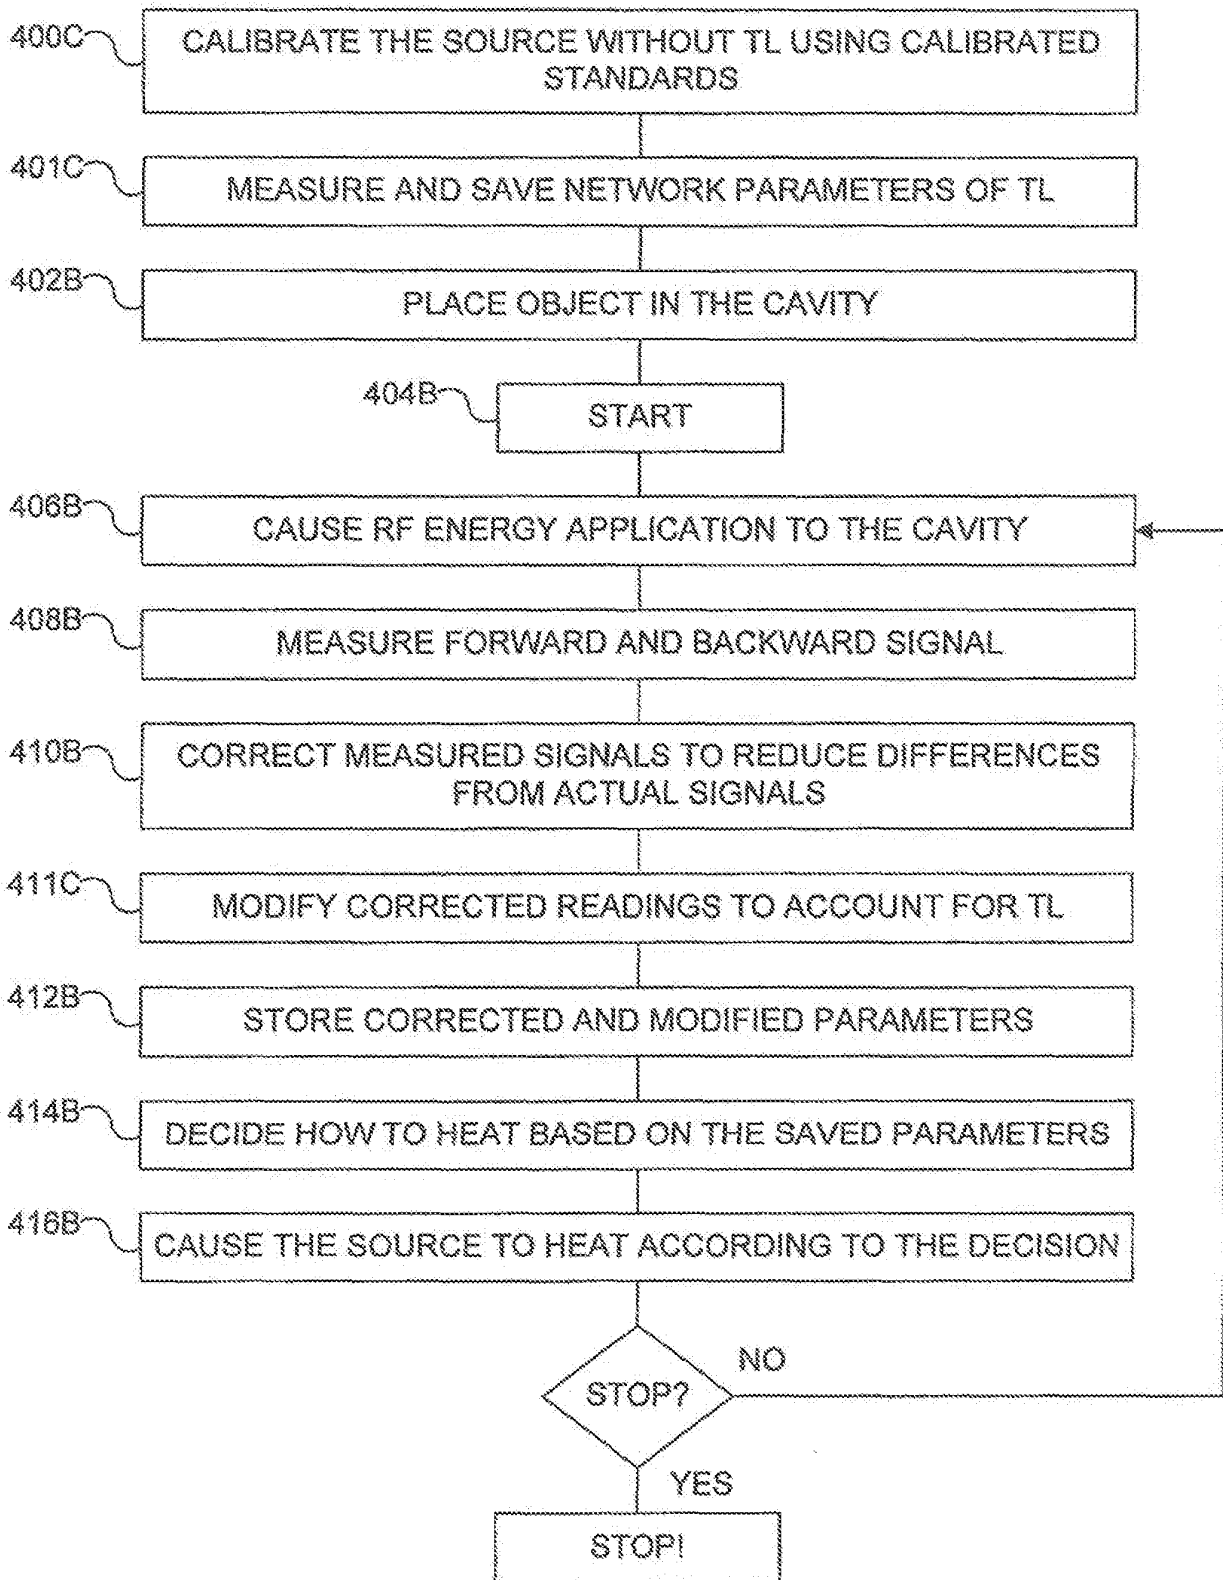 400C
CALIBRATE THE SOURCE WITHOUT TL USING CALIBRATED
STANDARDS
401C
MEASURE AND SAVE NETWORK PARAMETERS OF TL
402B
PLACE OBJECT IN THE CAVITY
404B
START
406B
CAUSE RF ENERGY APPLICATION TO THE CAVITY
408B
MEASURE FORWARD AND BACKWARD SIGNAL
410B
CORRECT MEASURED SIGNALS TO REDUCE DIFFERENCES
FROM ACTUAL SIGNALS
411C
MODIFY CORRECTED READINGS TO ACCOUNT FOR TL
412B
STORE CORRECTED AND MODIFIED PARAMETERS
414B
DECIDE HOW TO HEAT BASED ON THE SAVED PARAMETERS
416B
CAUSE THE SOURCE TO HEAT ACCORDING TO THE DECISION
STOP?
NO
YES
STOP!